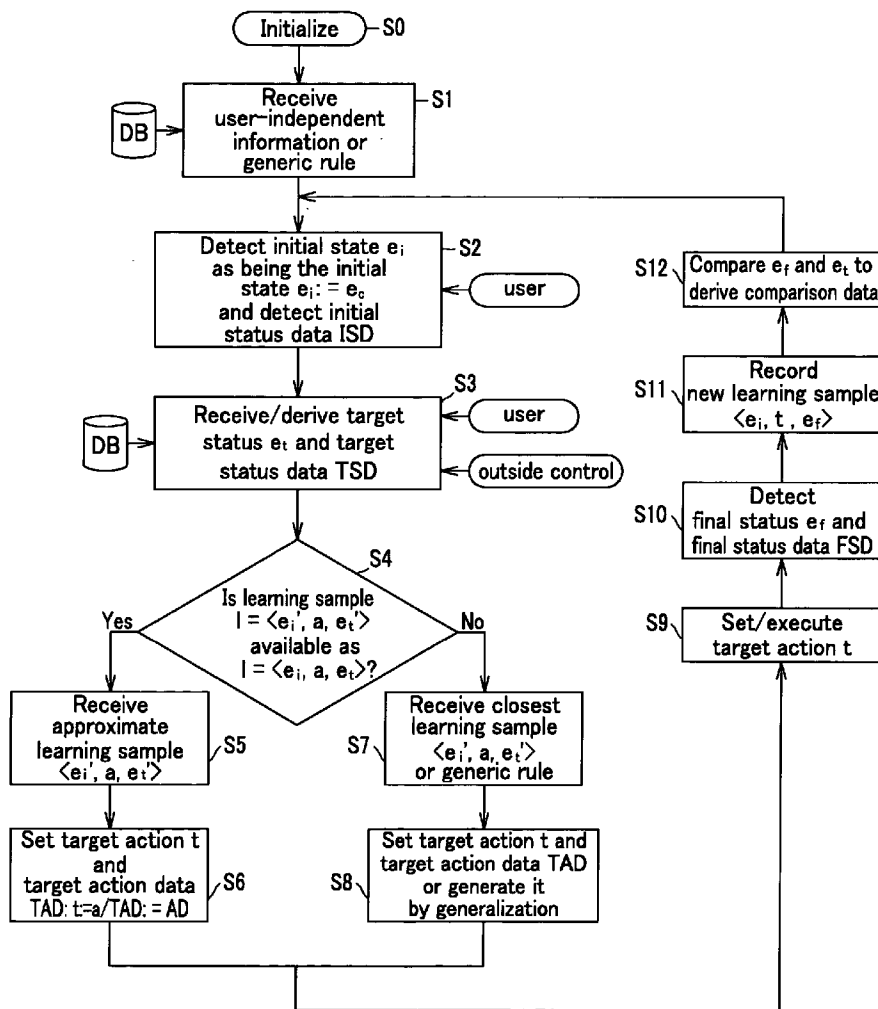 Initialize
S0
Receive
user-independent
information or
generic rule
S1
DB
Detect initial state eᵢ
as being the initial
state eᵢ: = e꜀
and detect initial
status data ISD
S2
user
S3
Receive/derive target
status eₜ and target
status data TSD
DB
user
outside control
S4
Is learning sample
l = <eᵢ', a, eₜ'>
available as
l = <eᵢ, a, eₜ>?
Yes
No
Receive
approximate
learning sample
<eᵢ', a, eₜ'>
S5
Receive closest
learning sample
<eᵢ', a, eₜ'>
or generic rule
S7
Set target action t
and
target action data
TAD: t:=a/TAD: = AD
S6
Set target action t and
target action data TAD
or generate it
by generalization
S8
S9
Set/execute
target action t
S10
Detect
final status e_f and
final status data FSD
S11
Record
new learning sample
<eᵢ, t , e_f>
S12
Compare e_f and eₜ to
derive comparison data